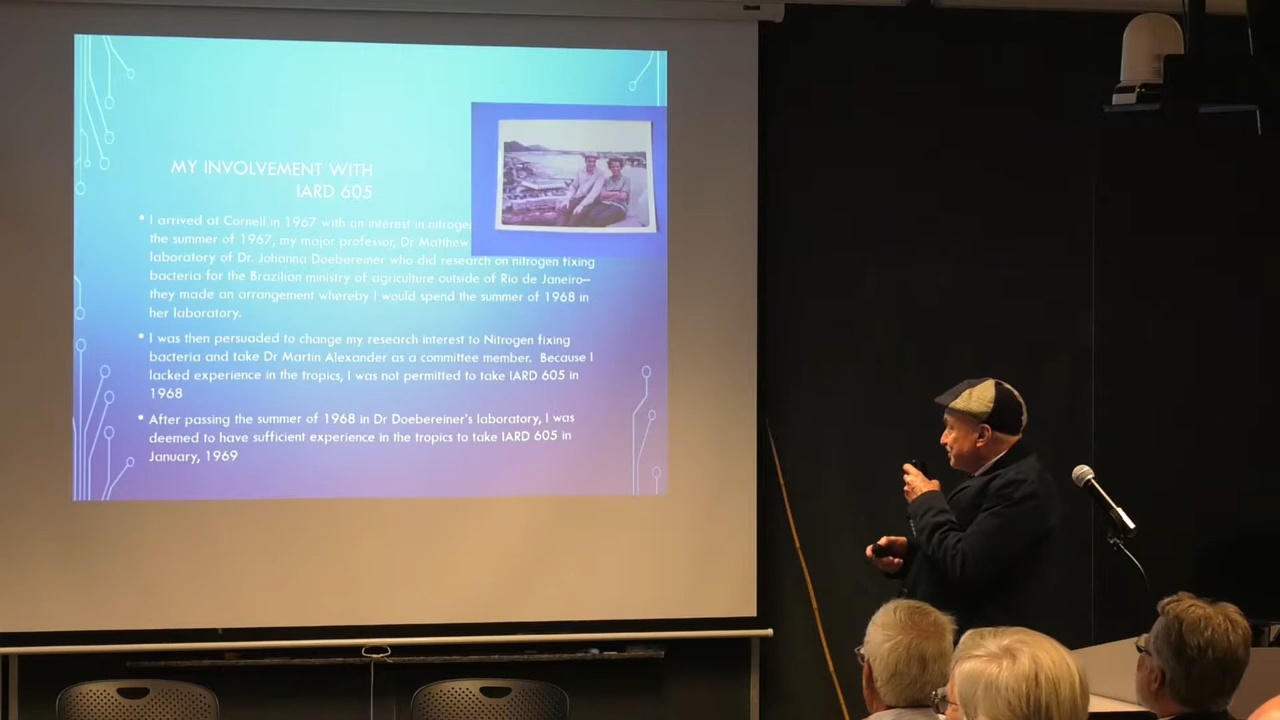 MY INVOLVEMENT WITH
IARD 605
• I arrived at Cornell in 1967 with an interest in
the summer of 1967, my major professor, Dr Matthew
laboratory of Dr. Johanna Doebereiner who did research on nitrogen fixing
bacteria for the Brazilian ministry of agriculture outside of Rio de Janeiro—
they made an arrangement whereby I would spend the summer of 1968 in
her laboratory.
• I was then persuaded to change my research interest to Nitrogen fixing
bacteria and take Dr Martin Alexander as a committee member. Because I
lacked experience in the tropics, I was not permitted to take IARD 605 in
1968
• After passing the summer of 1968 in Dr Doebereiner's laboratory, I was
deemed to have sufficient experience in the tropics to take IARD 605 in
January, 1969